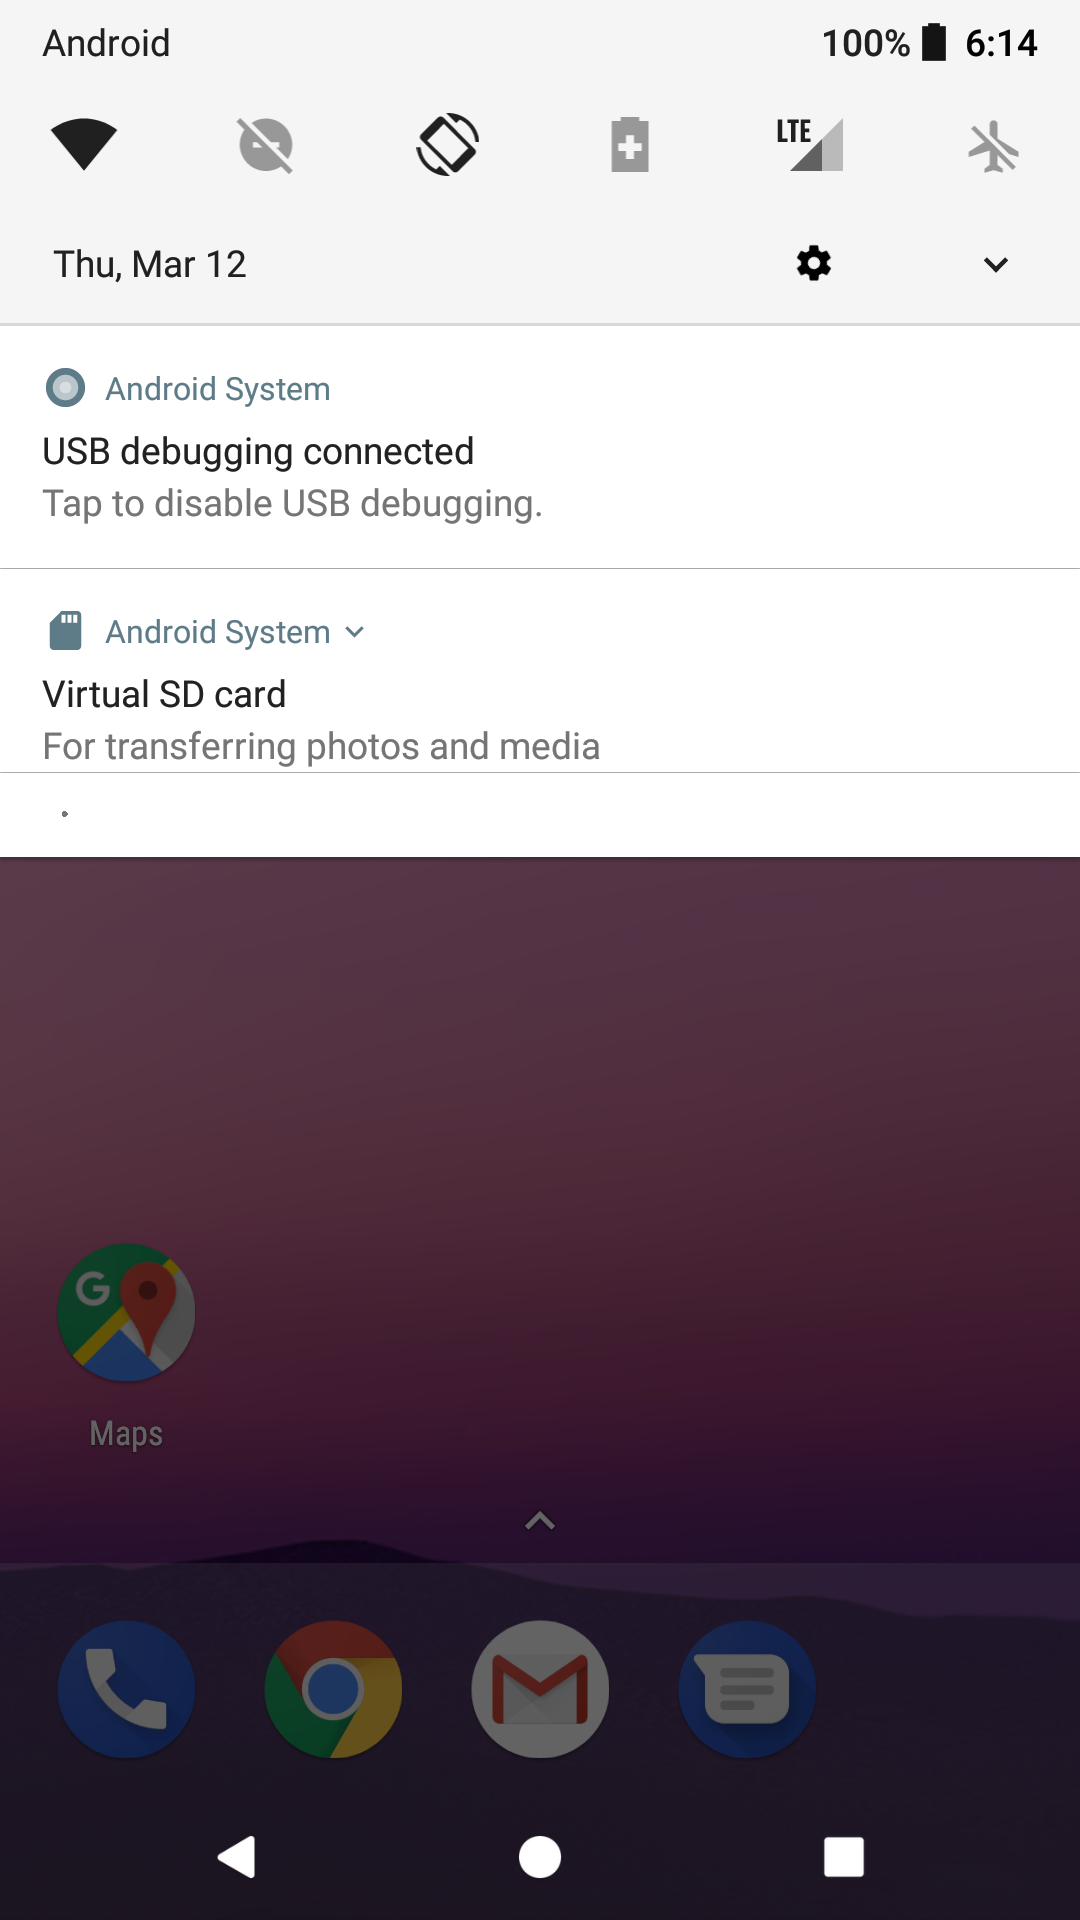 Android
100%
6:14
LTE
Thu, Mar 12
Android System
USB debugging connected
Tap to disable USB debugging.
Android System
Virtual SD card
For transferring photos and media
G
Maps